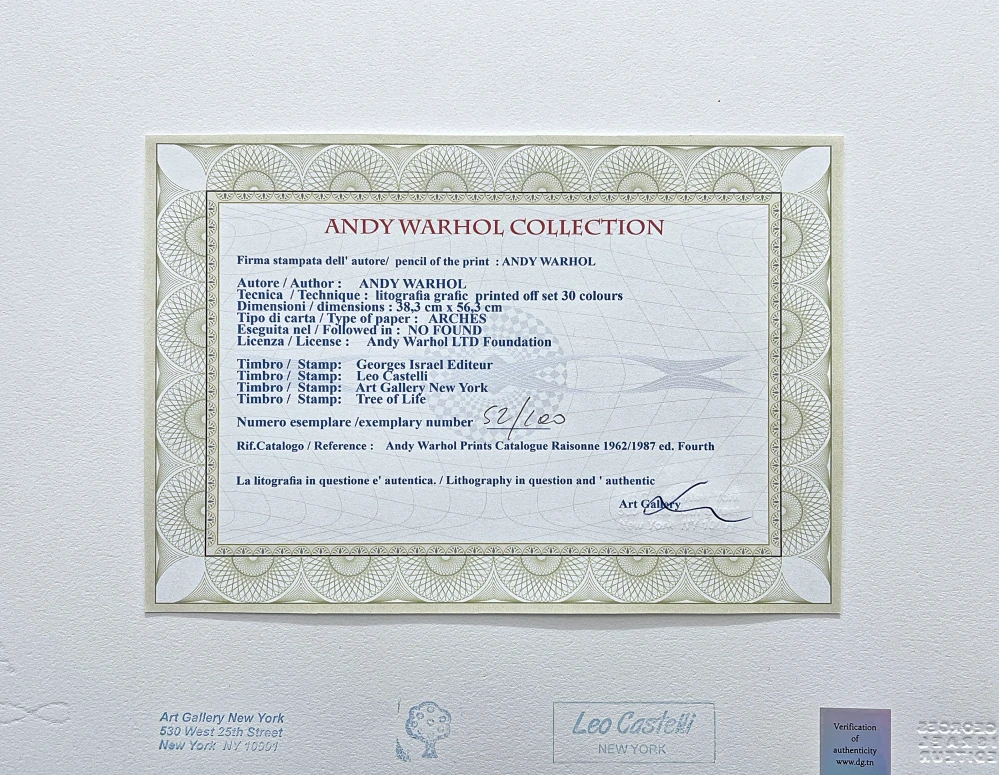 ANDY WARHOL COLLECTION
Firma stampata dell' autore/ pencil of the print : ANDY WARHOL
Autore / Author : ANDY WARHOL
Tecnica / Technique : litografia grafic printed off set 30 colours
Dimensioni / dimensions : 38,3 cm x 56,3 cm
Tipo di carta / Type of paper : ARCHES
Eseguita nel / Followed in : NO FOUND
Licenza / License : Andy Warhol LTD Foundation
Timbro / Stamp: Georges Israel Editeur
Timbro / Stamp: Leo Castelli
Timbro / Stamp: Art Gallery New York
Timbro / Stamp: Tree of Life
Numero esemplare /exemplary number 52/100
Rif.Catalogo / Reference : Andy Warhol Prints Catalogue Raisonne 1962/1987 ed. Fourth
La litografia in questione e' autentica. / Lithography in question and ' authentic
Art Gallery
Art Gallery New York
530 West 25th Street
New York NY 10001
Leo Castelli
NEW YORK
Verification
of
authenticity
www.dg.tn